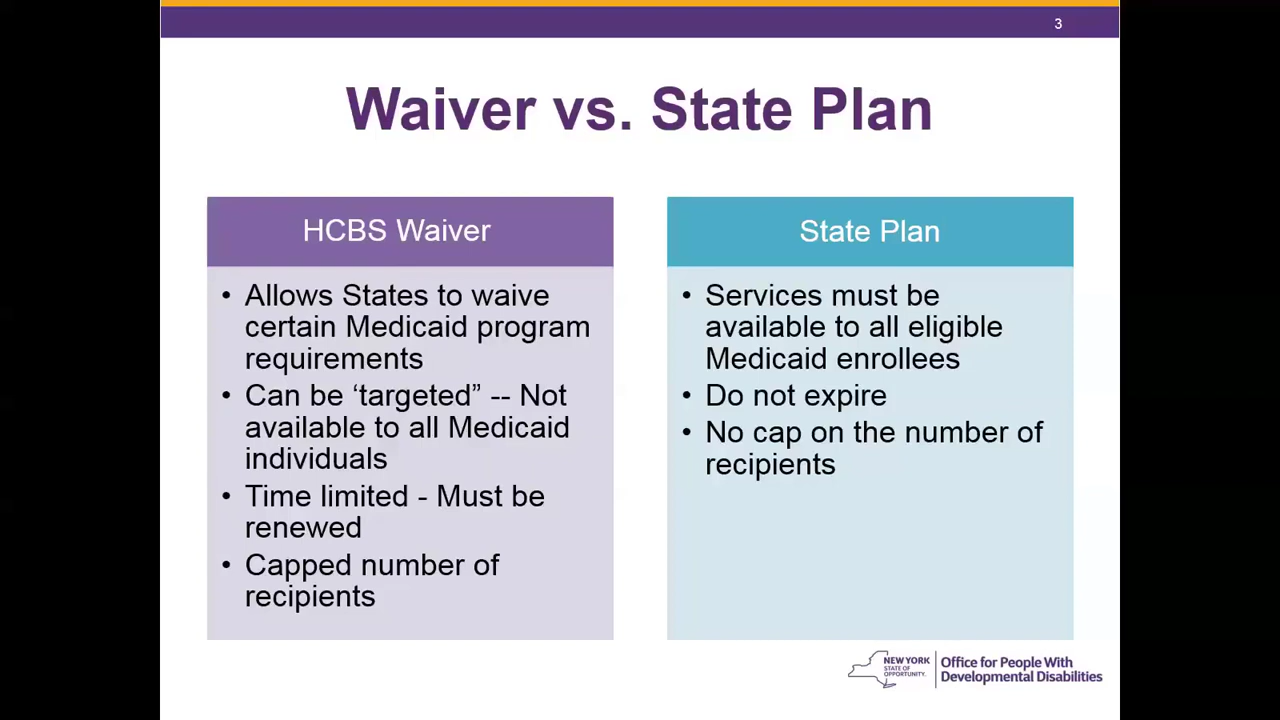 3
Waiver vs. State Plan
HCBS Waiver
• Allows States to waive
certain Medicaid program
requirements
• Can be ‘targeted” -- Not
available to all Medicaid
individuals
• Time limited - Must be
renewed
• Capped number of
recipients
State Plan
• Services must be
available to all eligible
Medicaid enrollees
• Do not expire
• No cap on the number of
recipients
NEW YORK
STATE OF
OPPORTUNITY.
Office for People With
Developmental Disabilities